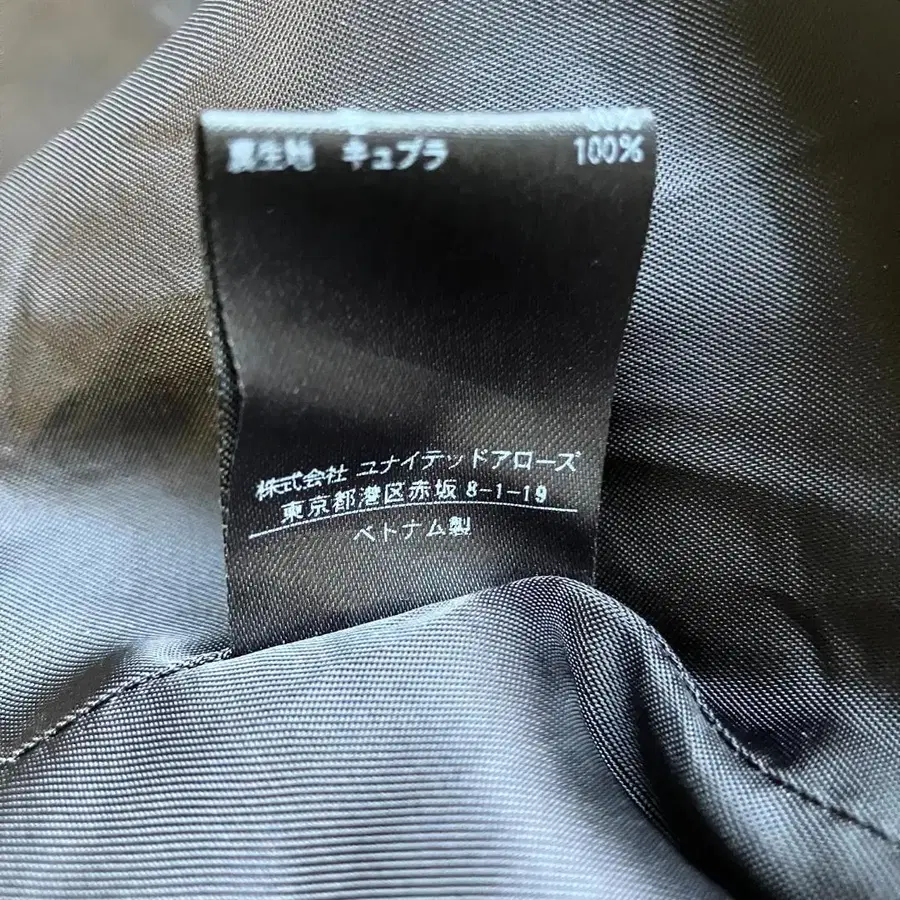 裏生地 キュプラ 100%
株式会社 ユナイテッドアローズ
東京都港区赤坂 8-1-19
ベトナム製